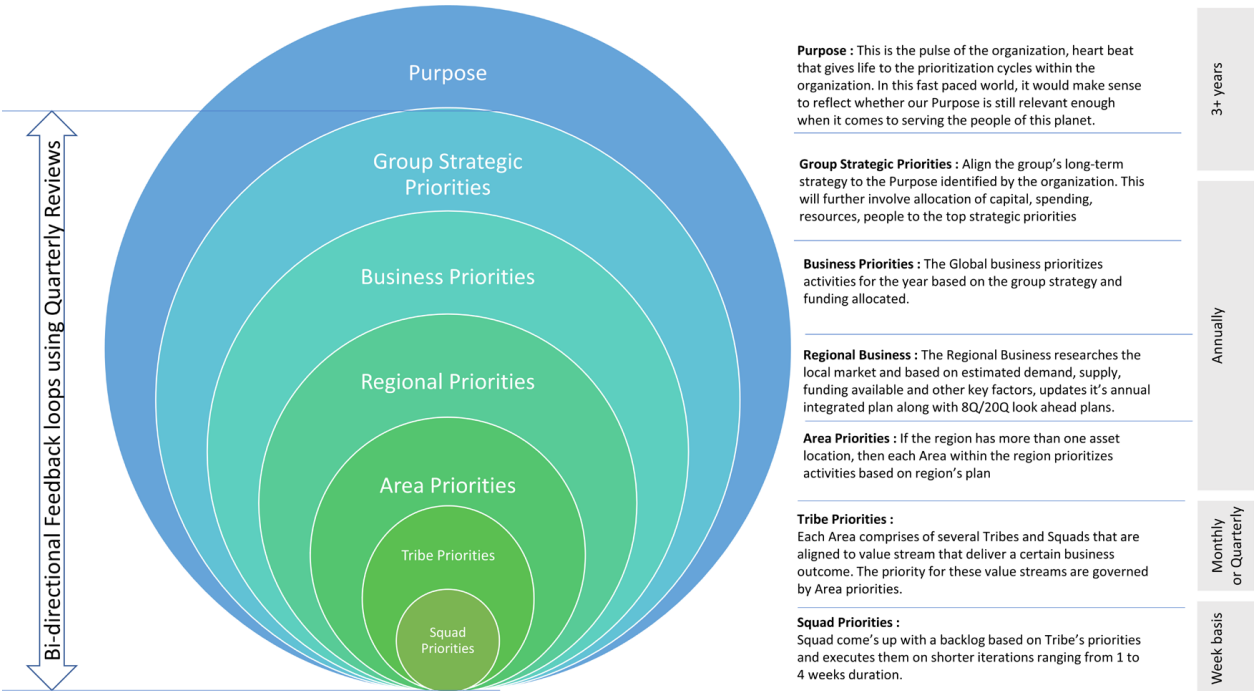 Bi-directional Feedback loops using Quarterly Reviews
Purpose
Group Strategic
Priorities
Business Priorities
Regional Priorities
Area Priorities
Tribe Priorities
Squad
Priorities
Purpose : This is the pulse of the organization, heart beat
that gives life to the prioritization cycles within the
organization. In this fast paced world, it would make sense
to reflect whether our Purpose is still relevant enough
when it comes to serving the people of this planet.
Group Strategic Priorities : Align the group's long-term
strategy to the Purpose identified by the organization. This
will further involve allocation of capital, spending,
resources, people to the top strategic priorities
Business Priorities : The Global business prioritizes
activities for the year based on the group strategy and
funding allocated.
Regional Business : The Regional Business researches the
local market and based on estimated demand, supply,
funding available and other key factors, updates it's annual
integrated plan along with 8Q/20Q look ahead plans.
Area Priorities : If the region has more than one asset
location, then each Area within the region prioritizes
activities based on region's plan
Tribe Priorities :
Each Area comprises of several Tribes and Squads that are
aligned to value stream that deliver a certain business
outcome. The priority for these value streams are governed
by Area priorities.
Squad Priorities :
Squad come's up with a backlog based on Tribe's priorities
and executes them on shorter iterations ranging from 1 to
4 weeks duration.
3+ years
Annually
Monthly
or Quarterly
Week basis